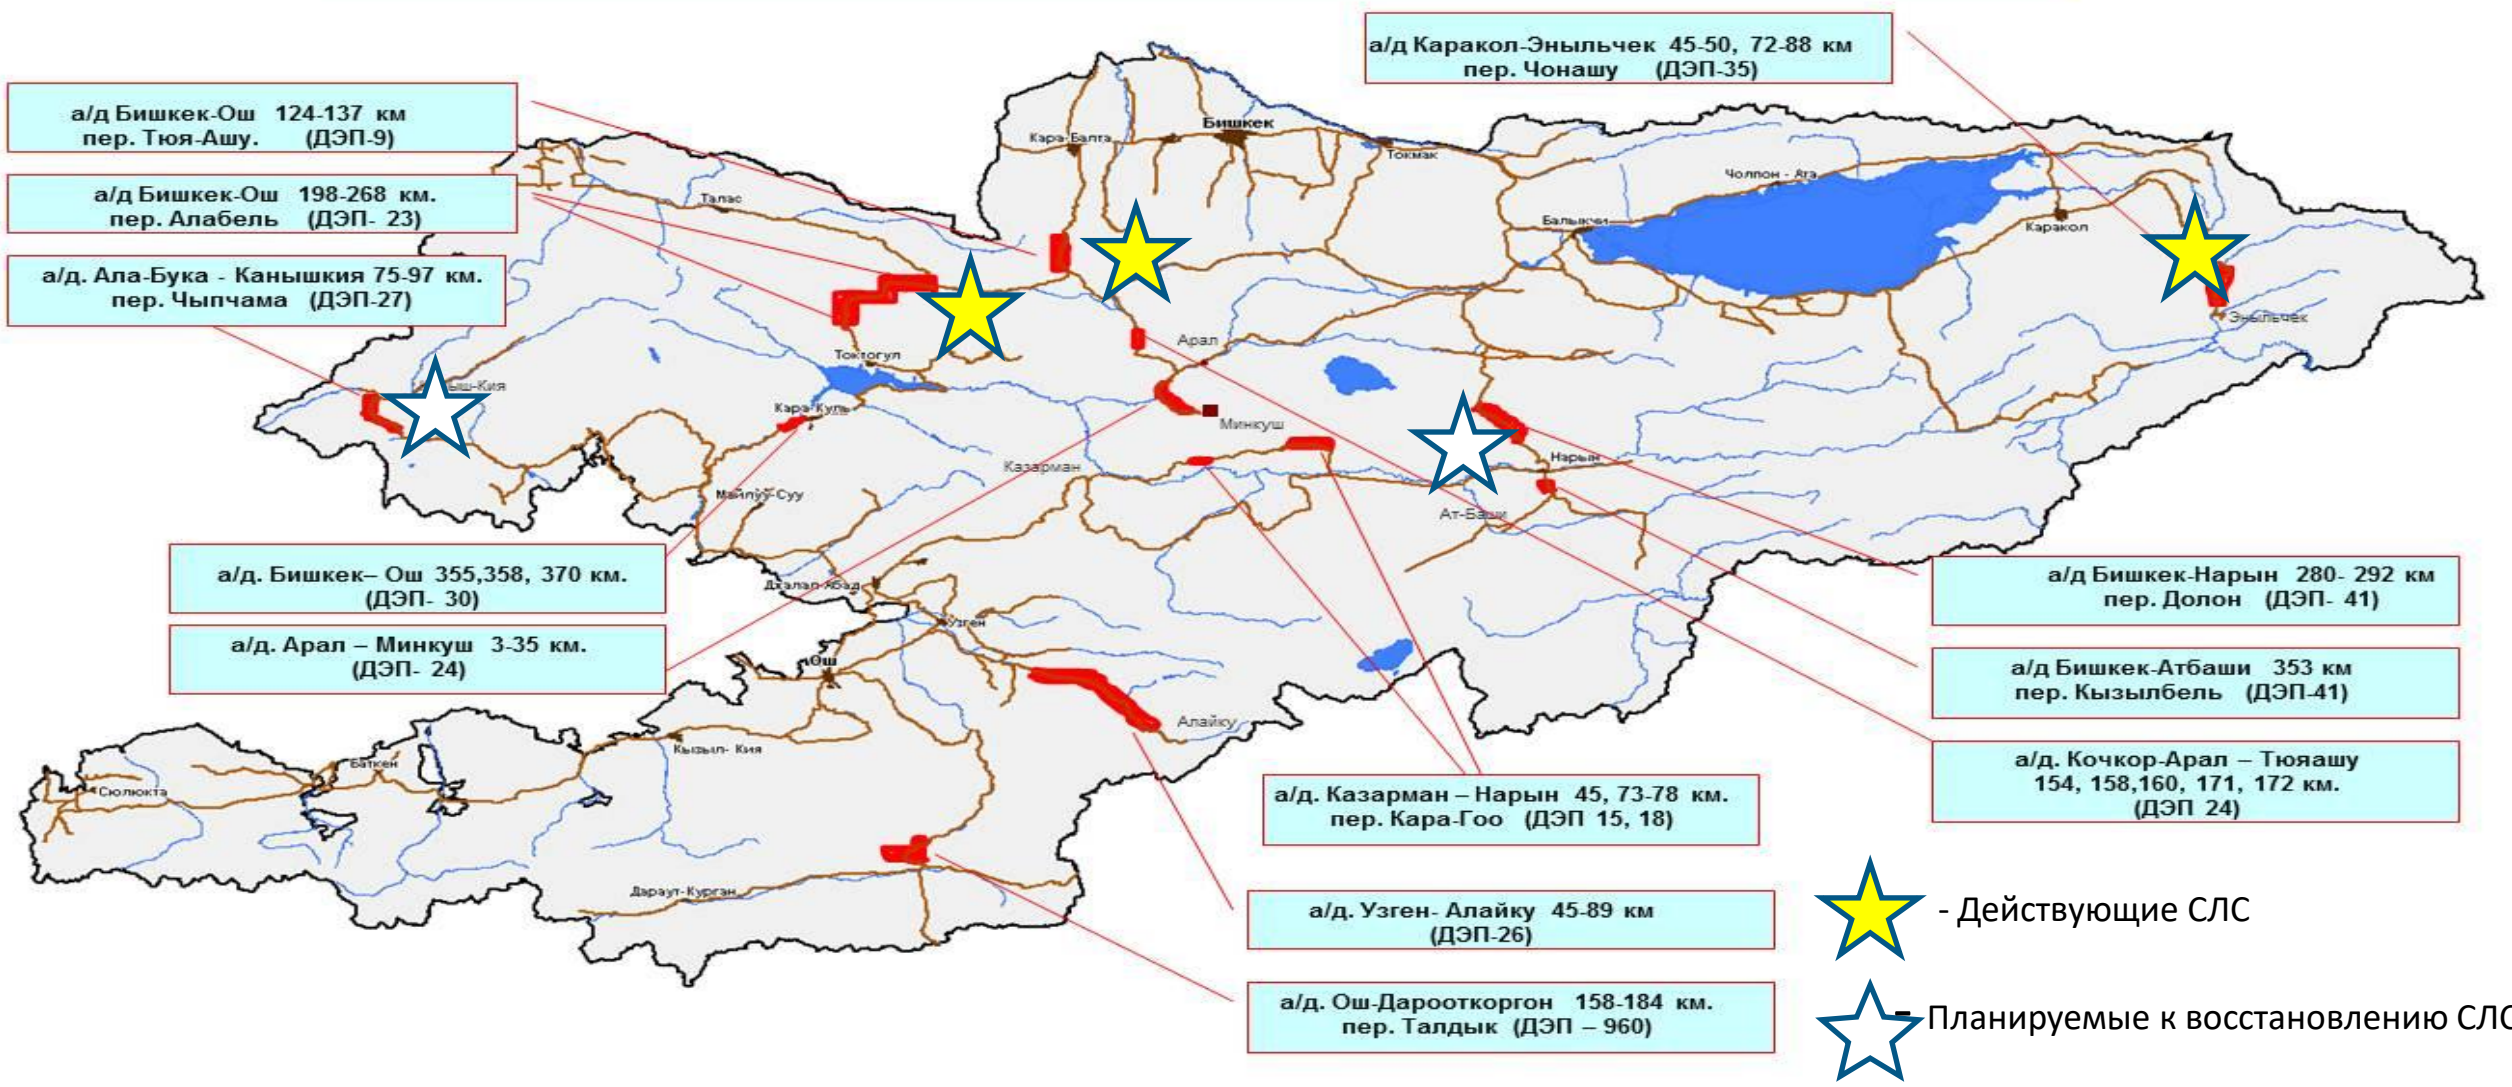 а/д Каракол-Эныльчек 45-50, 72-88 км
пер. Чонашу (ДЭП-35)
а/д Бишкек-Ош 124-137 км
пер. Тюя-Ашу. (ДЭП-9)
а/д Бишкек-Ош 198-268 км.
пер. Алабель (ДЭП- 23)
а/д. Ала-Бука - Канышкия 75-97 км.
пер. Чыпчама (ДЭП-27)
Бишкек
Кара-Балта
Токмак
Чолпон - Ата
Талас
Балыкчи
Каракол
Эныльчек
Арал
Токтогул
ыш-Кия
Кара-Куль
Минкуш
Казарман
Нарын
Майлуу-Суу
Ат-Баши
а/д. Бишкек– Ош 355,358, 370 км.
(ДЭП- 30)
Джалал-Абад
Узген
а/д. Арал – Минкуш 3-35 км.
(ДЭП- 24)
Ош
а/д Бишкек-Нарын 280- 292 км
пер. Долон (ДЭП- 41)
а/д Бишкек-Атбаши 353 км
пер. Кызылбель (ДЭП-41)
Алайку
Кызыл- Кия
Баткен
Сюлюкта
а/д. Кочкор-Арал – Тюяашу
154, 158,160, 171, 172 км.
(ДЭП 24)
а/д. Казарман – Нарын 45, 73-78 км.
пер. Кара-Гоо (ДЭП 15, 18)
Дараут-Курган
а/д. Узген- Алайку 45-89 км
(ДЭП-26)
- Действующие СЛС
а/д. Ош-Дарооткоргон 158-184 км.
пер. Талдык (ДЭП – 960)
- Планируемые к восстановлению СЛС